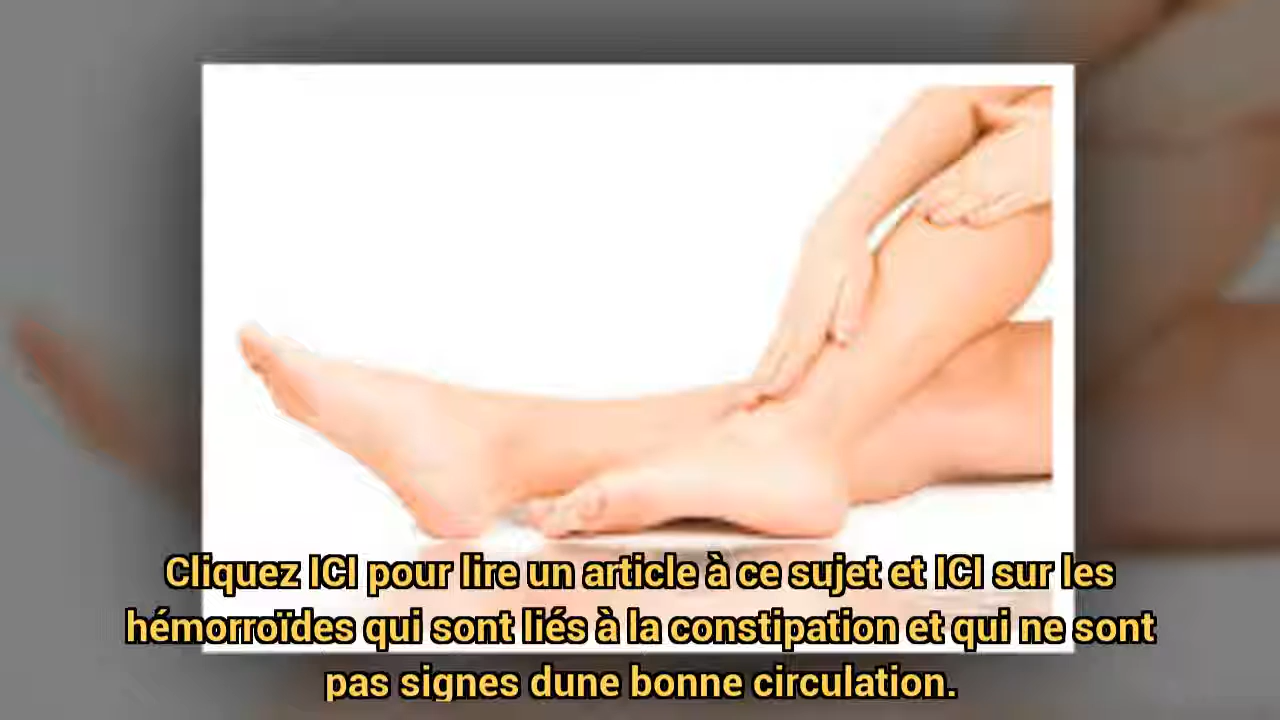 Cliquez ICI pour lire un article à ce sujet et ICI sur les
hémorroïdes qui sont liés à la constipation et qui ne sont
pas signes dune bonne circulation.